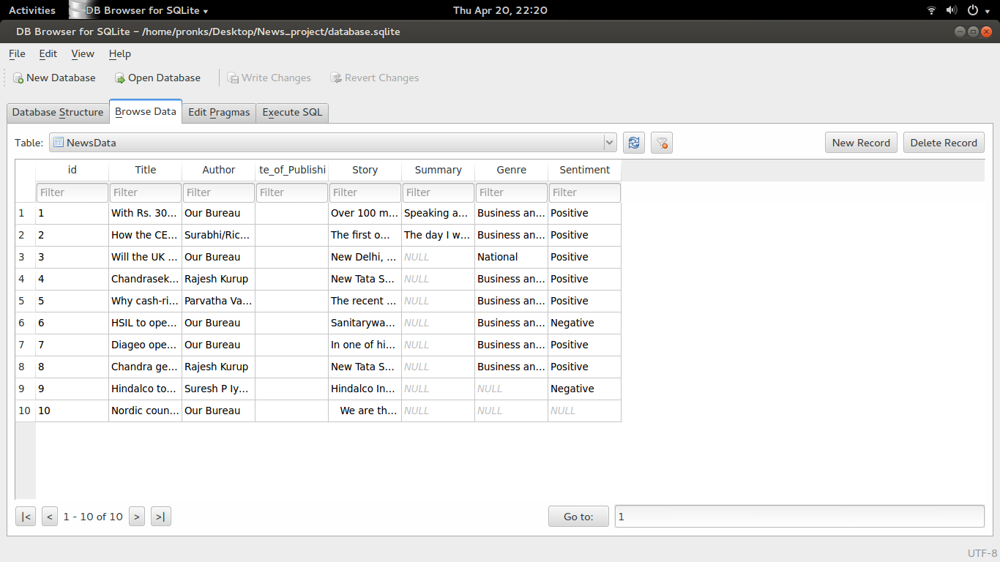 Activities DB Browser for SQLite Thu Apr 20, 22:20
DB Browser for SQLite – /home/pronks/Desktop/News_project/database.sqlite
File Edit View Help
New Database Open Database Write Changes Revert Changes
Database Structure Browse Data Edit Pragmas Execute SQL
Table: NewsData New Record Delete Record
id Title Author te_of_Publishi Story Summary Genre Sentiment
Filter Filter Filter Filter Filter Filter Filter Filter
1 1 With Rs. 30... Our Bureau Over 100 m... Speaking a... Business an... Positive
2 2 How the CE... Surabhi/Ric... The first o... The day I w... Business an... Positive
3 3 Will the UK ... Our Bureau New Delhi, ... NULL National Positive
4 4 Chandrasek... Rajesh Kurup New Tata S... NULL Business an... Positive
5 5 Why cash-ri... Parvatha Va... The recent ... NULL Business an... Positive
6 6 HSIL to ope... Our Bureau Sanitarywa... NULL Business an... Negative
7 7 Diageo ope... Our Bureau In one of hi... NULL Business an... Positive
8 8 Chandra ge... Rajesh Kurup New Tata S... NULL Business an... Positive
9 9 Hindalco to... Suresh P Iy... Hindalco In... NULL NULL Negative
10 10 Nordic coun... Our Bureau We are th... NULL NULL NULL
|< < 1 - 10 of 10 > >| Go to: 1
UTF-8